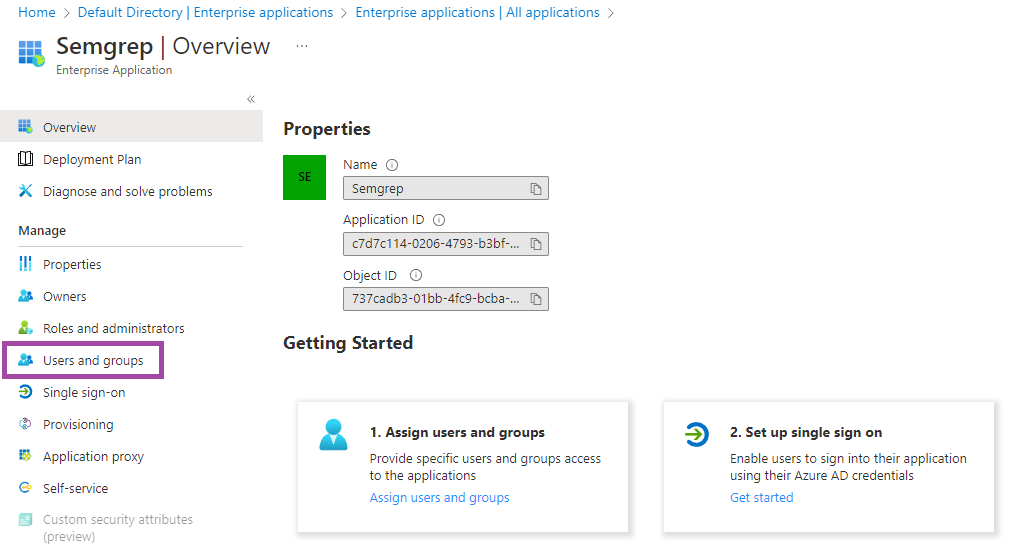 Home > Default Directory | Enterprise applications > Enterprise applications | All applications >
Semgrep | Overview ...
Enterprise Application
«
Overview
Deployment Plan
Diagnose and solve problems
Manage
Properties
Owners
Roles and administrators
Users and groups
Single sign-on
Provisioning
Application proxy
Self-service
Custom security attributes
(preview)
Properties
SE
Name
Semgrep
Application ID
c7d7c114-0206-4793-b3bf-...
Object ID
737cadb3-01bb-4fc9-bcba-...
Getting Started
1. Assign users and groups
Provide specific users and groups access
to the applications
Assign users and groups
2. Set up single sign on
Enable users to sign into their application
using their Azure AD credentials
Get started